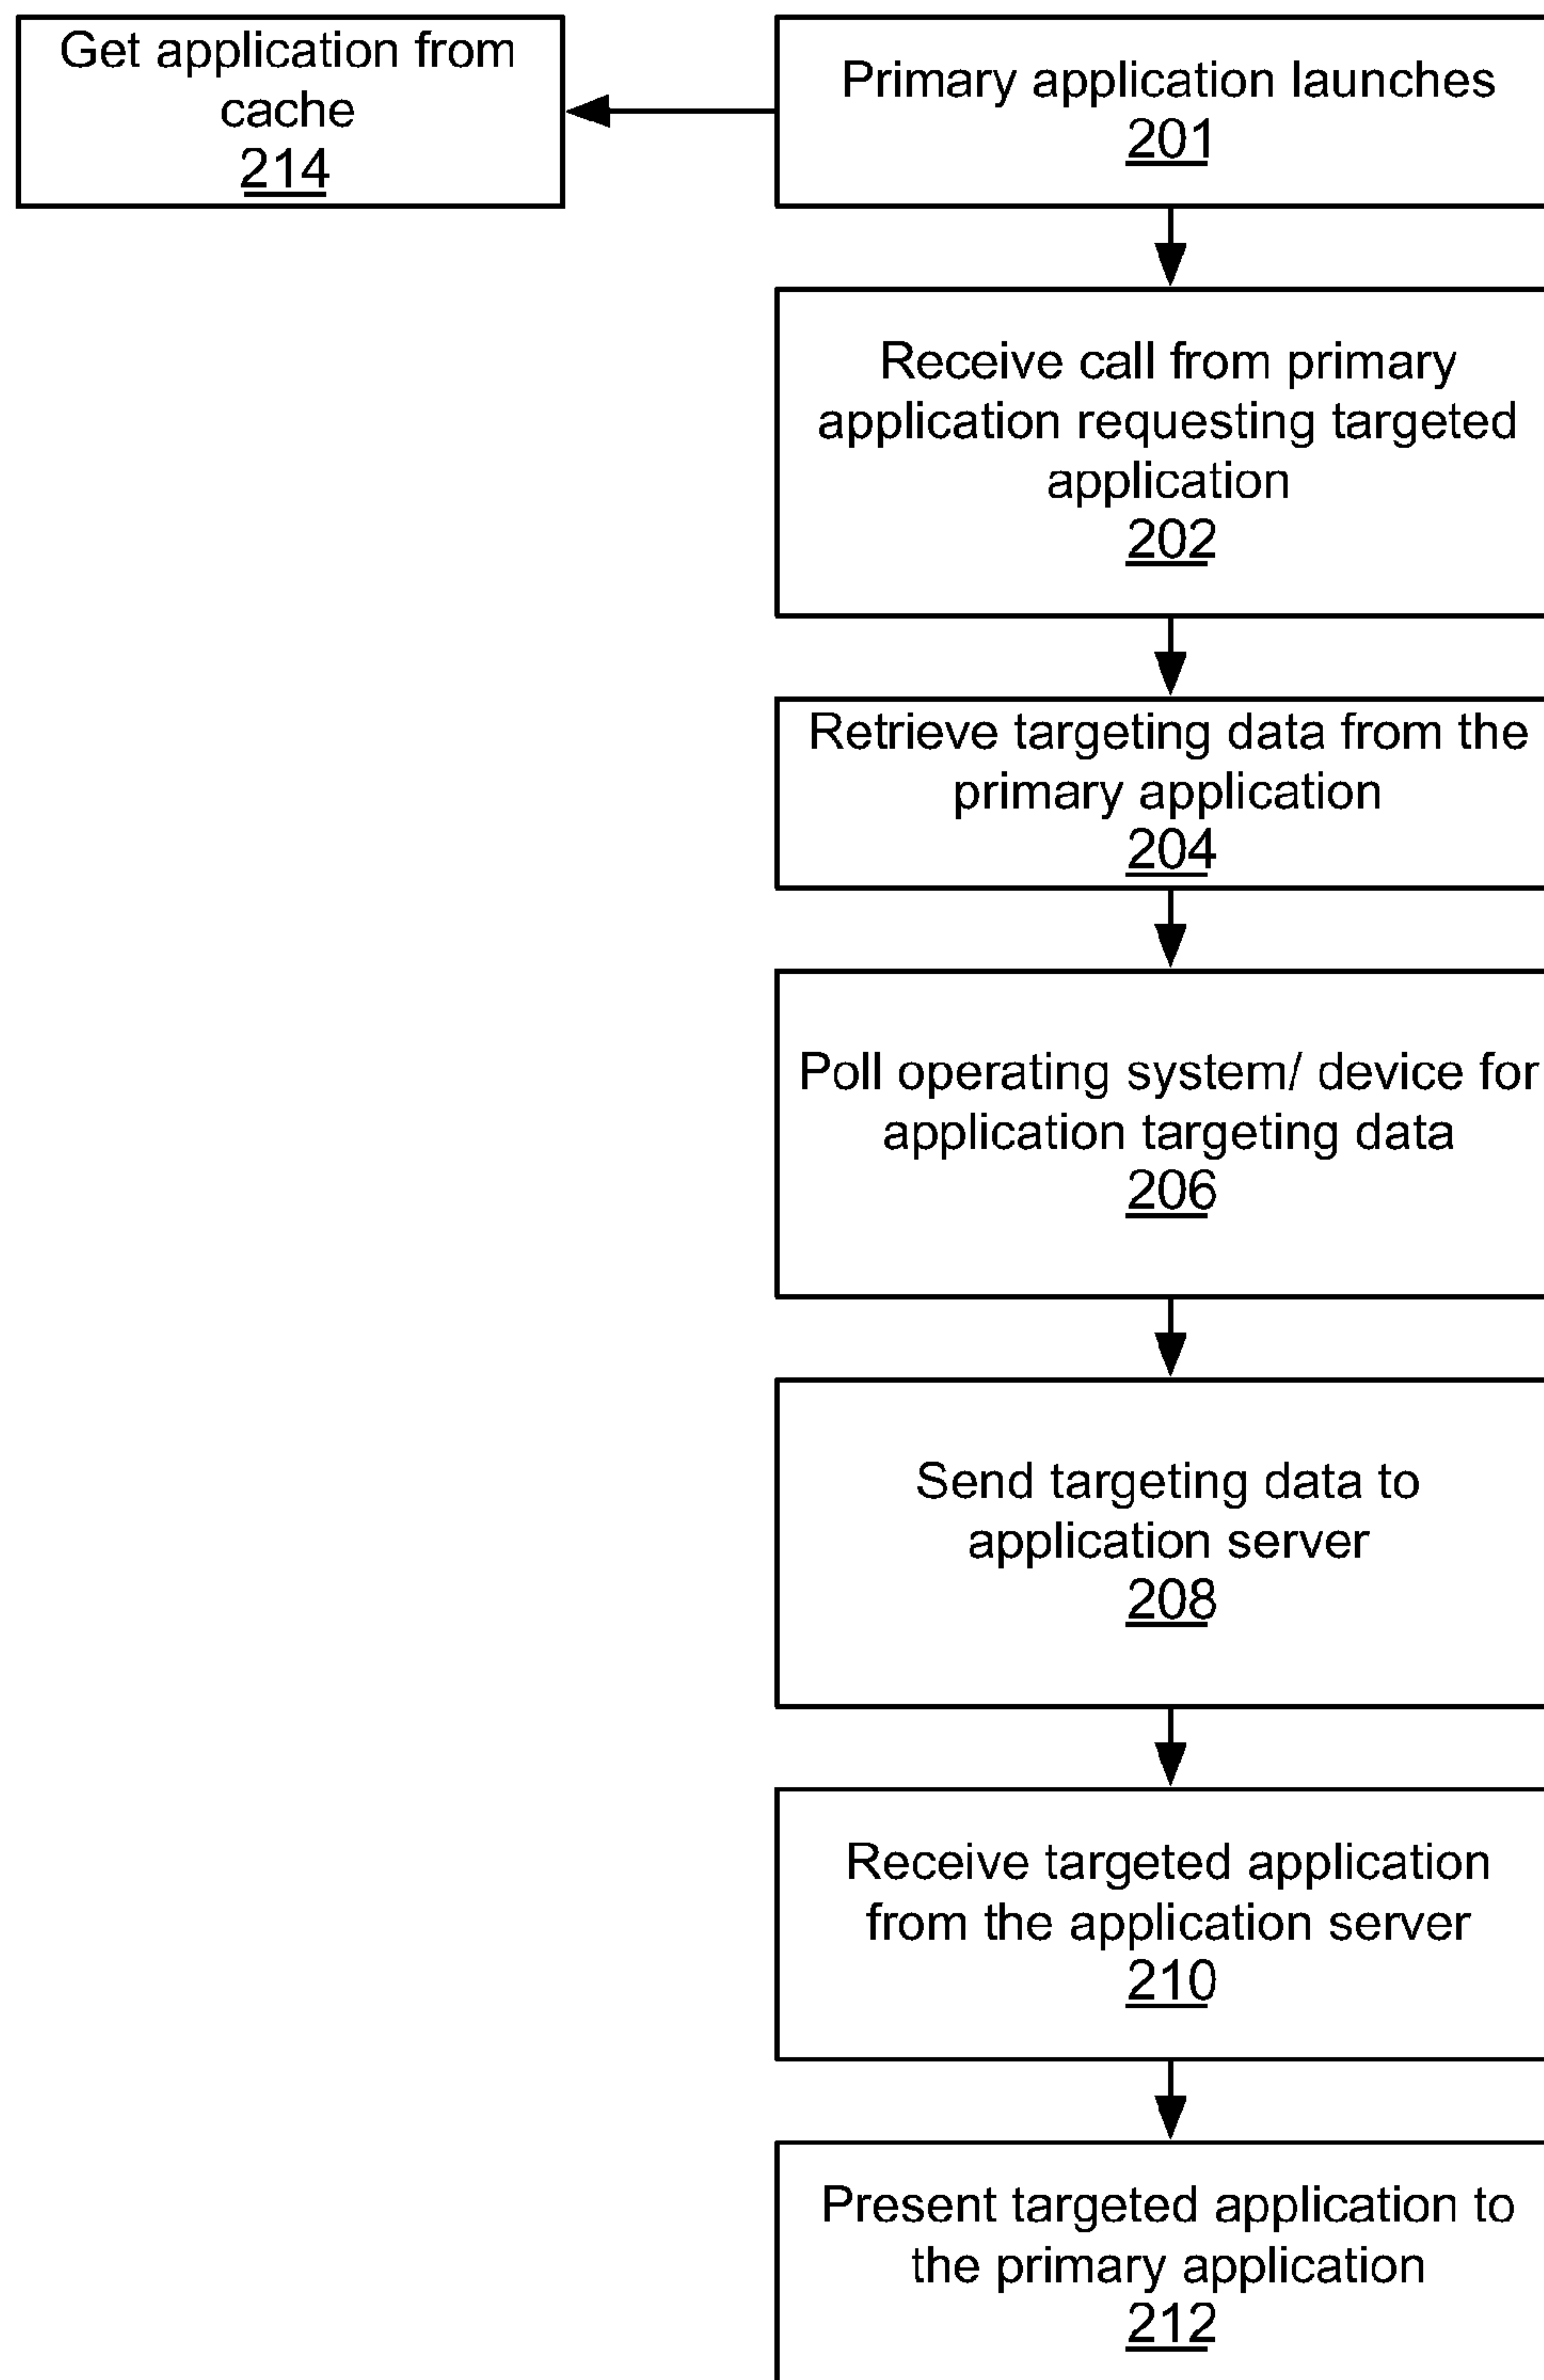 Get application from
cache
214
Primary application launches
201
Receive call from primary
application requesting targeted
application
202
Retrieve targeting data from the
primary application
204
Poll operating system/ device for
application targeting data
206
Send targeting data to
application server
208
Receive targeted application
from the application server
210
Present targeted application to
the primary application
212